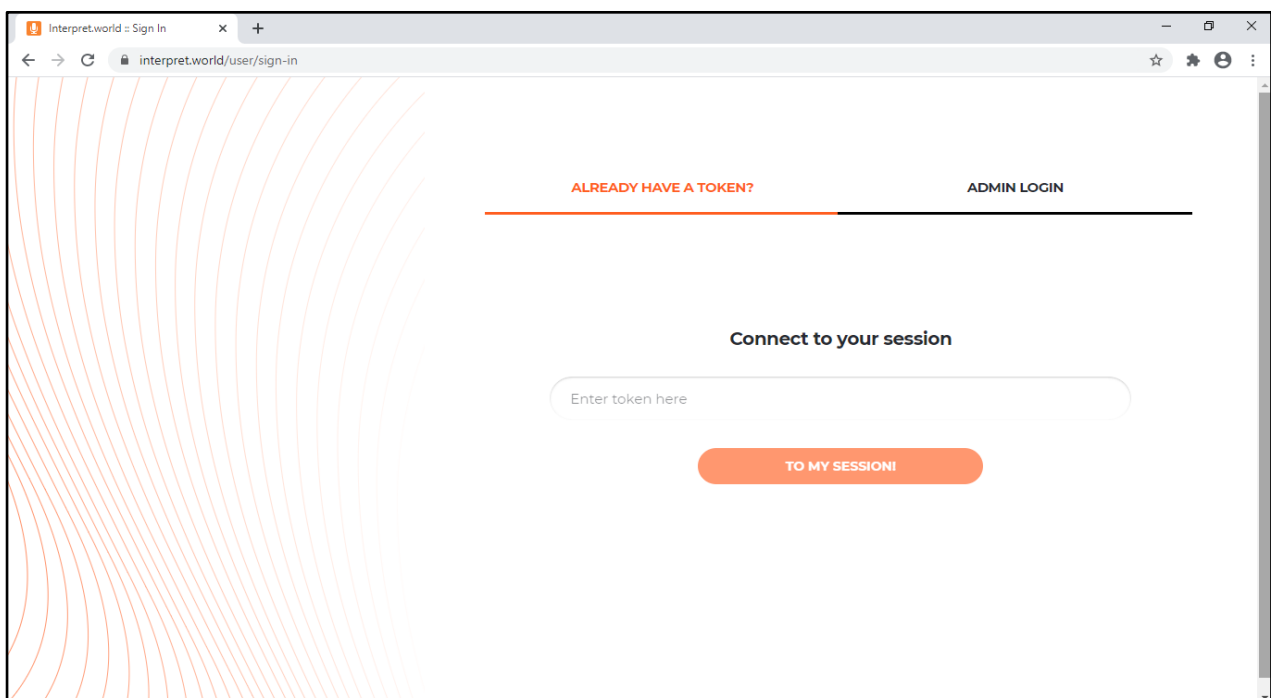 Interpret.world :: Sign In
interpret.world/user/sign-in
ALREADY HAVE A TOKEN?
ADMIN LOGIN
Connect to your session
Enter token here
TO MY SESSION!